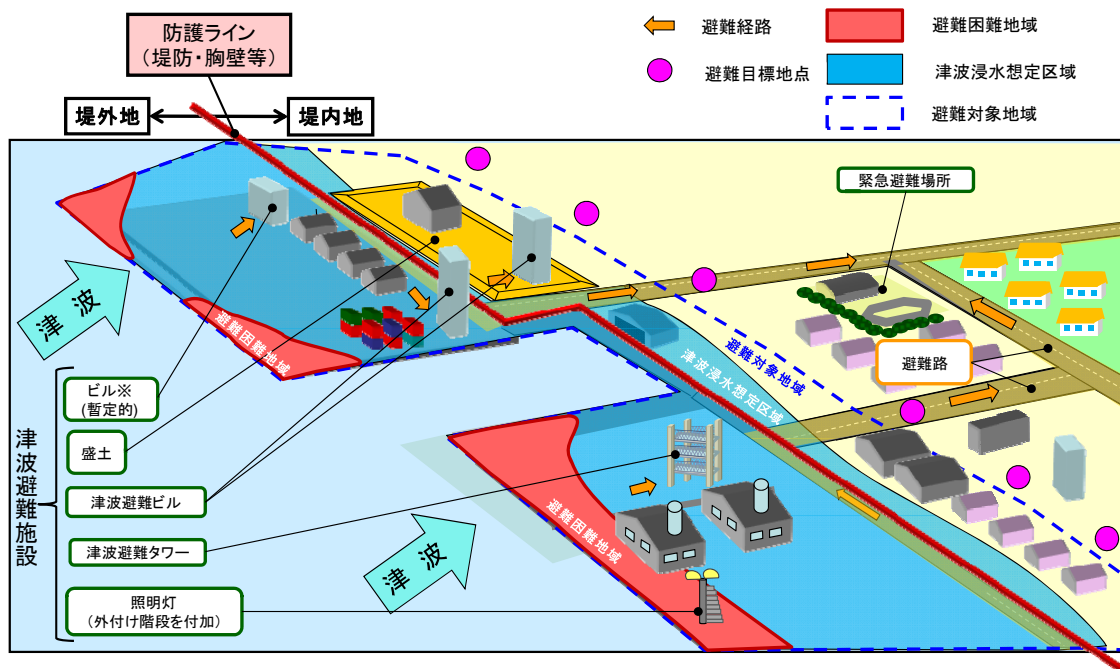 防護ライン
（堤防・胸壁等）
堤外地
堤内地
避難経路
避難困難地域
避難目標地点
津波浸水想定区域
避難対象地域
緊急避難場所
津波
避難困難地域
避難対象地域
津波浸水想定区域
避難路
津波避難施設
ビル※
(暫定的)
盛土
津波避難ビル
津波避難タワー
照明灯
(外付け階段を付加)
避難困難地域
津波